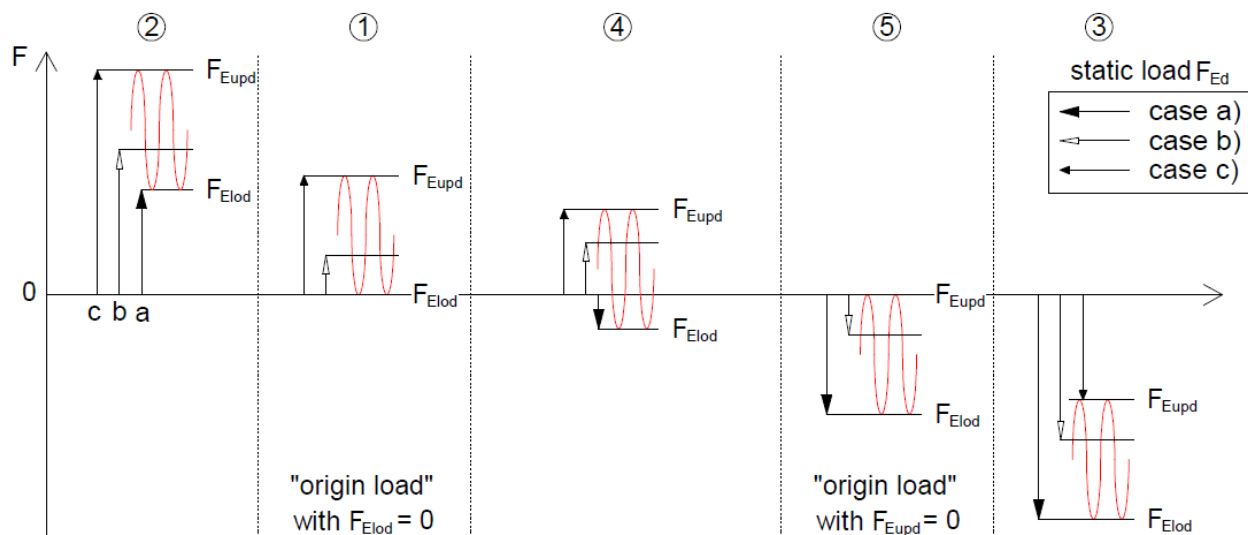 ② ① ④ ⑤ ③
F
static load F_Ed
case a)
case b)
case c)
F_Eupd
F_Elod
c b a
F_Eupd
F_Elod
F_Eupd
F_Elod
F_Eupd
F_Elod
F_Eupd
F_Elod
0
"origin load"
with F_Elod = 0
"origin load"
with F_Eupd = 0